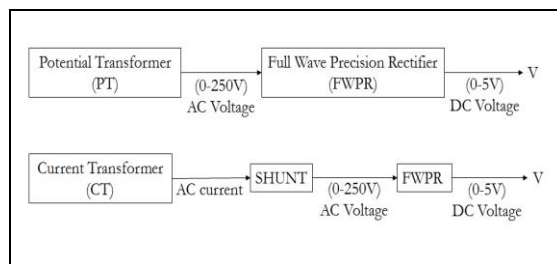 Potential Transformer
(PT)
(0-250V)
AC Voltage
Full Wave Precision Rectifier
(FWPR)
(0-5V)
DC Voltage
V
Current Transformer
(CT)
AC current
SHUNT
(0-250V)
AC Voltage
FWPR
(0-5V)
DC Voltage
V